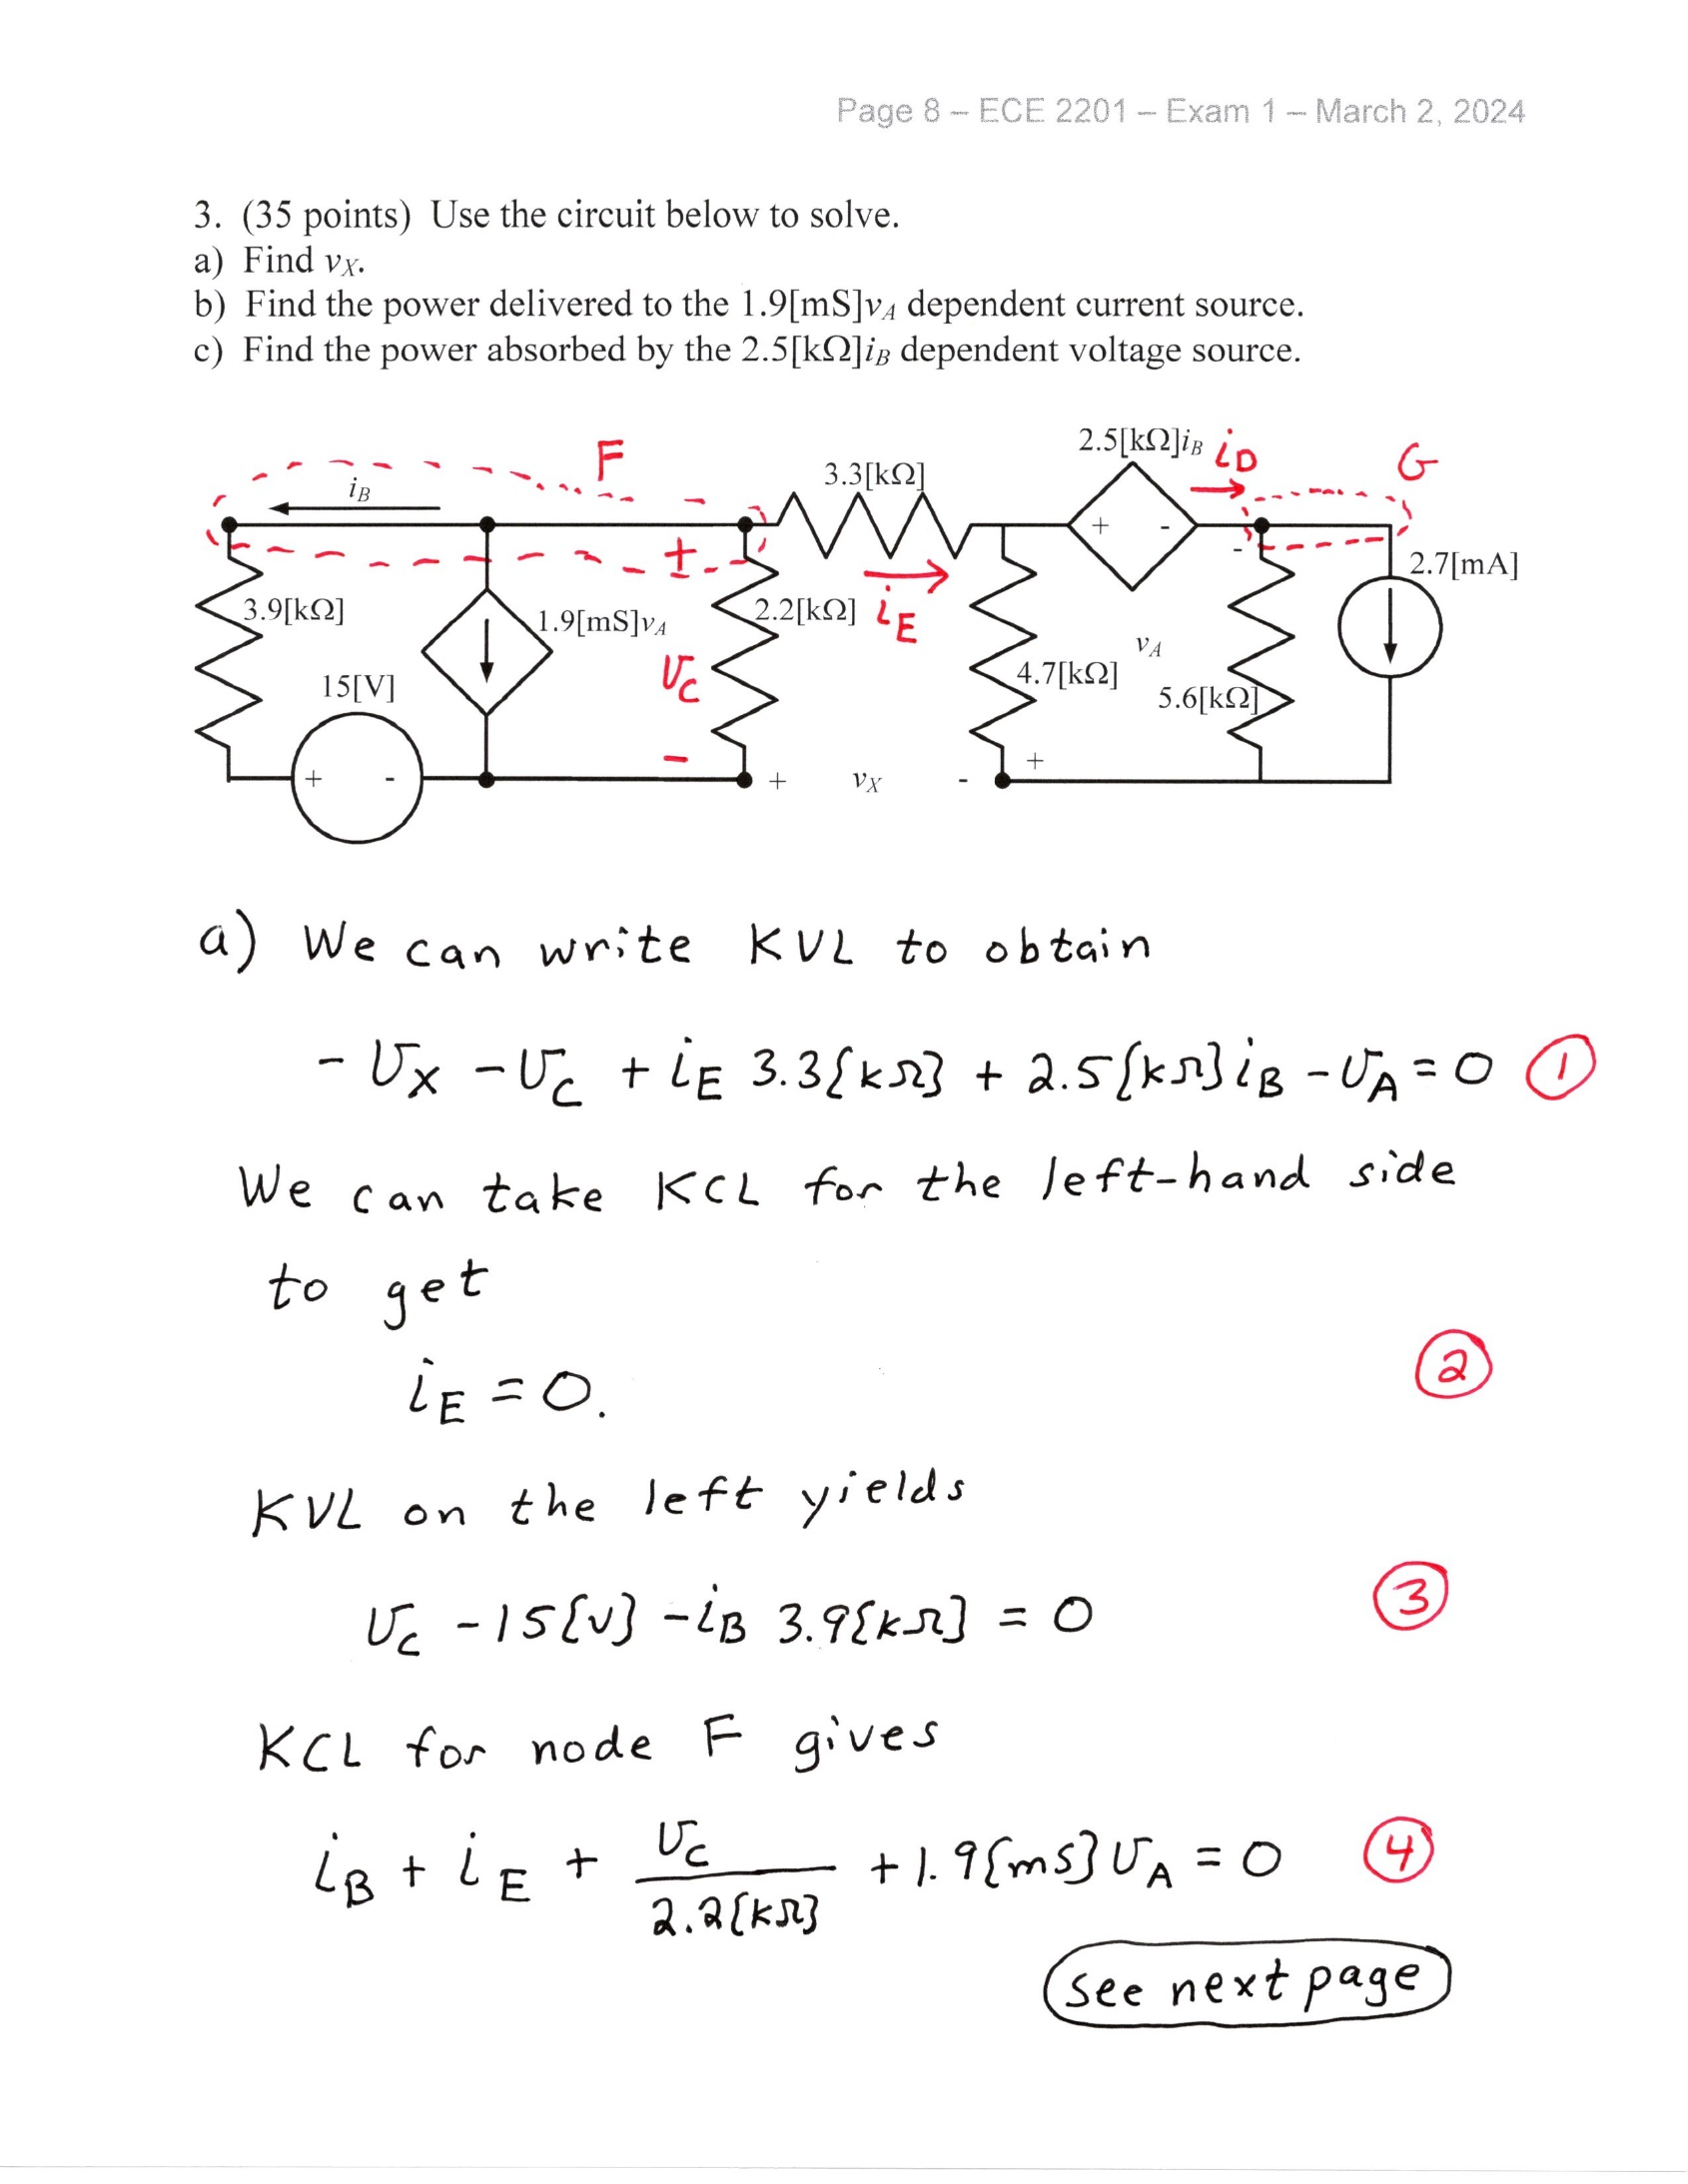 Page 8 – ECE 2201 – Exam 1 – March 2, 2024
3. (35 points) Use the circuit below to solve.
a) Find vX.
b) Find the power delivered to the 1.9[mS]vA dependent current source.
c) Find the power absorbed by the 2.5[kΩ]iB dependent voltage source.
2.5[kΩ]iB
iD
G
F
3.3[kΩ]
iB
+ -
2.7[mA]
3.9[kΩ]
1.9[mS]vA
+
2.2[kΩ]
iE
-
vA
4.7[kΩ]
5.6[kΩ]
vC
15[V]
-
+
+ -
+ vX -
a) We can write KVL to obtain
- vX - vC + iE 3.3[kΩ] + 2.5[kΩ]iB - vA = 0 1
We can take KCL for the left-hand side
to get
iE = 0. 2
KVL on the left yields
vC - 15[V] - iB 3.9[kΩ] = 0 3
KCL for node F gives
iB + iE + vC / 2.2[kΩ] + 1.9[mS]vA = 0 4
see next page